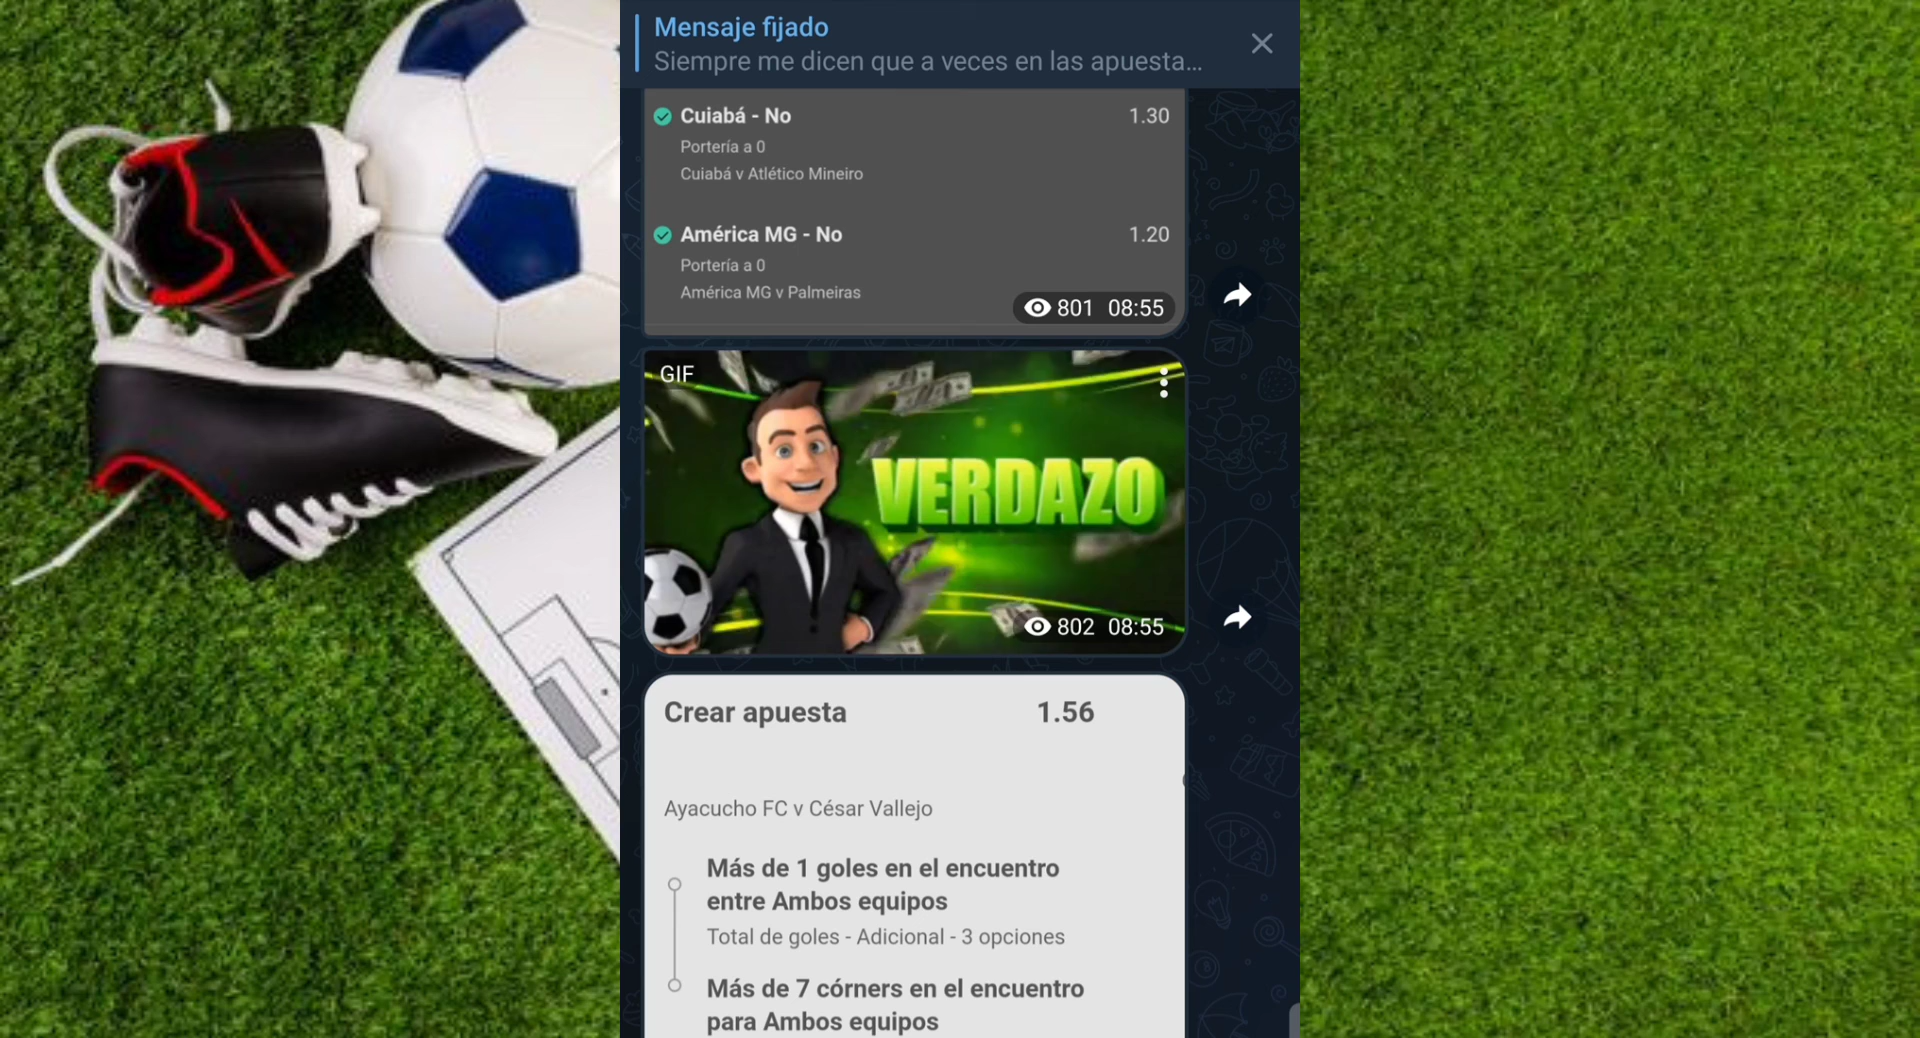 Mensaje fijado
Siempre me dicen que a veces en las apuesta...
Cuiabá - No 1.30
Portería a 0
Cuiabá v Atlético Mineiro
América MG - No 1.20
Portería a 0
América MG v Palmeiras
801 08:55
GIF
VERDAZO
802 08:55
Crear apuesta 1.56
Ayacucho FC v César Vallejo
Más de 1 goles en el encuentro
entre Ambos equipos
Total de goles - Adicional - 3 opciones
Más de 7 córners en el encuentro
para Ambos equipos